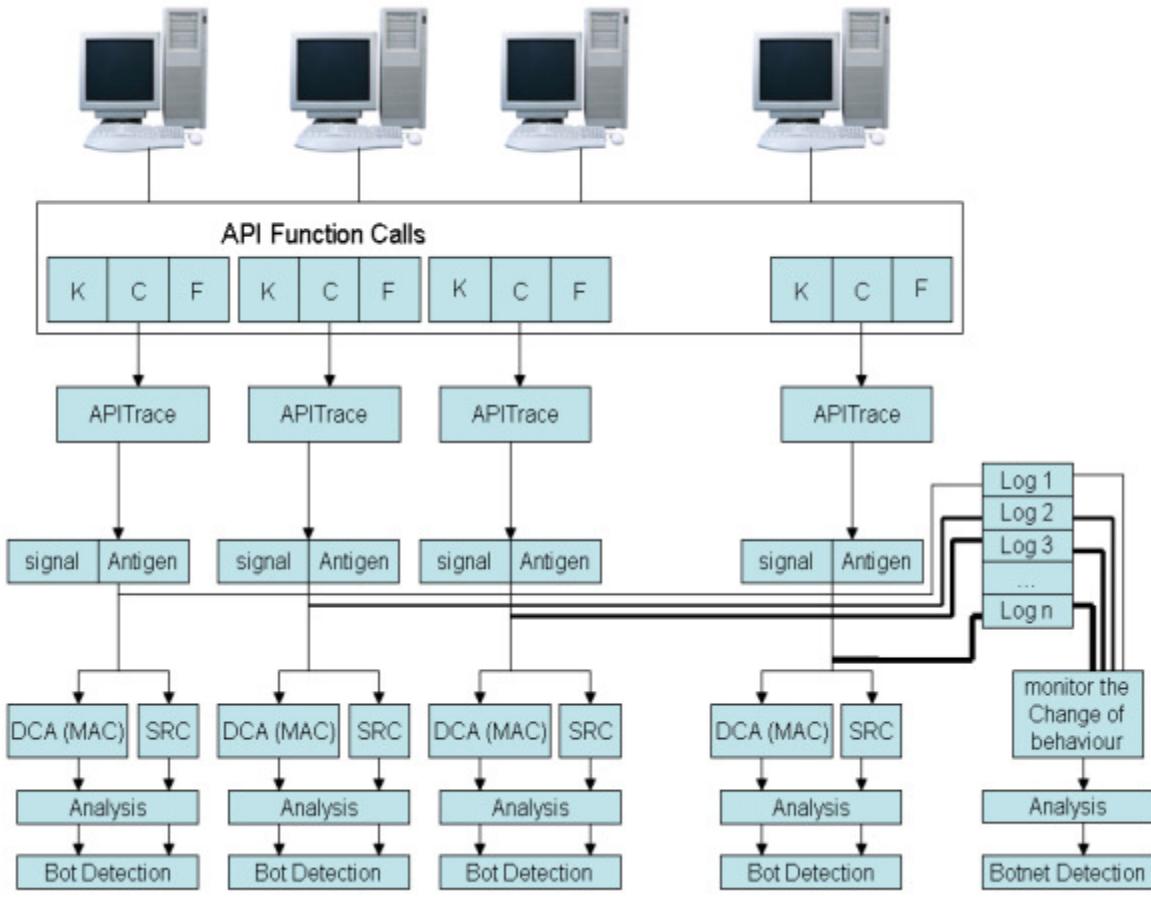 API Function Calls
K C F K C F K C F K C F
APITrace APITrace APITrace APITrace
Log 1
Log 2
Log 3
...
Log n
signal Antigen signal Antigen signal Antigen signal Antigen
DCA (MAC) SRC DCA (MAC) SRC DCA (MAC) SRC DCA (MAC) SRC
monitor the
Change of
behaviour
Analysis Analysis Analysis Analysis Analysis
Bot Detection Bot Detection Bot Detection Bot Detection Botnet Detection